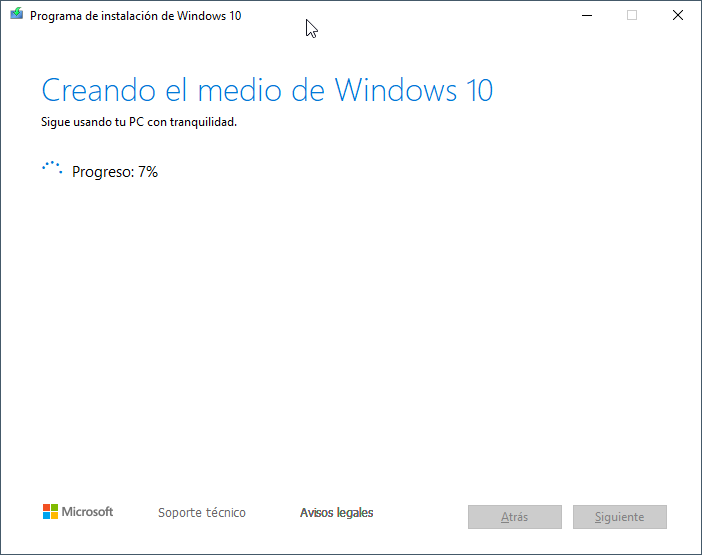 Programa de instalación de Windows 10
Creando el medio de Windows 10
Sigue usando tu PC con tranquilidad.
Progreso: 7%
Microsoft
Soporte técnico
Avisos legales
Atrás
Siguiente